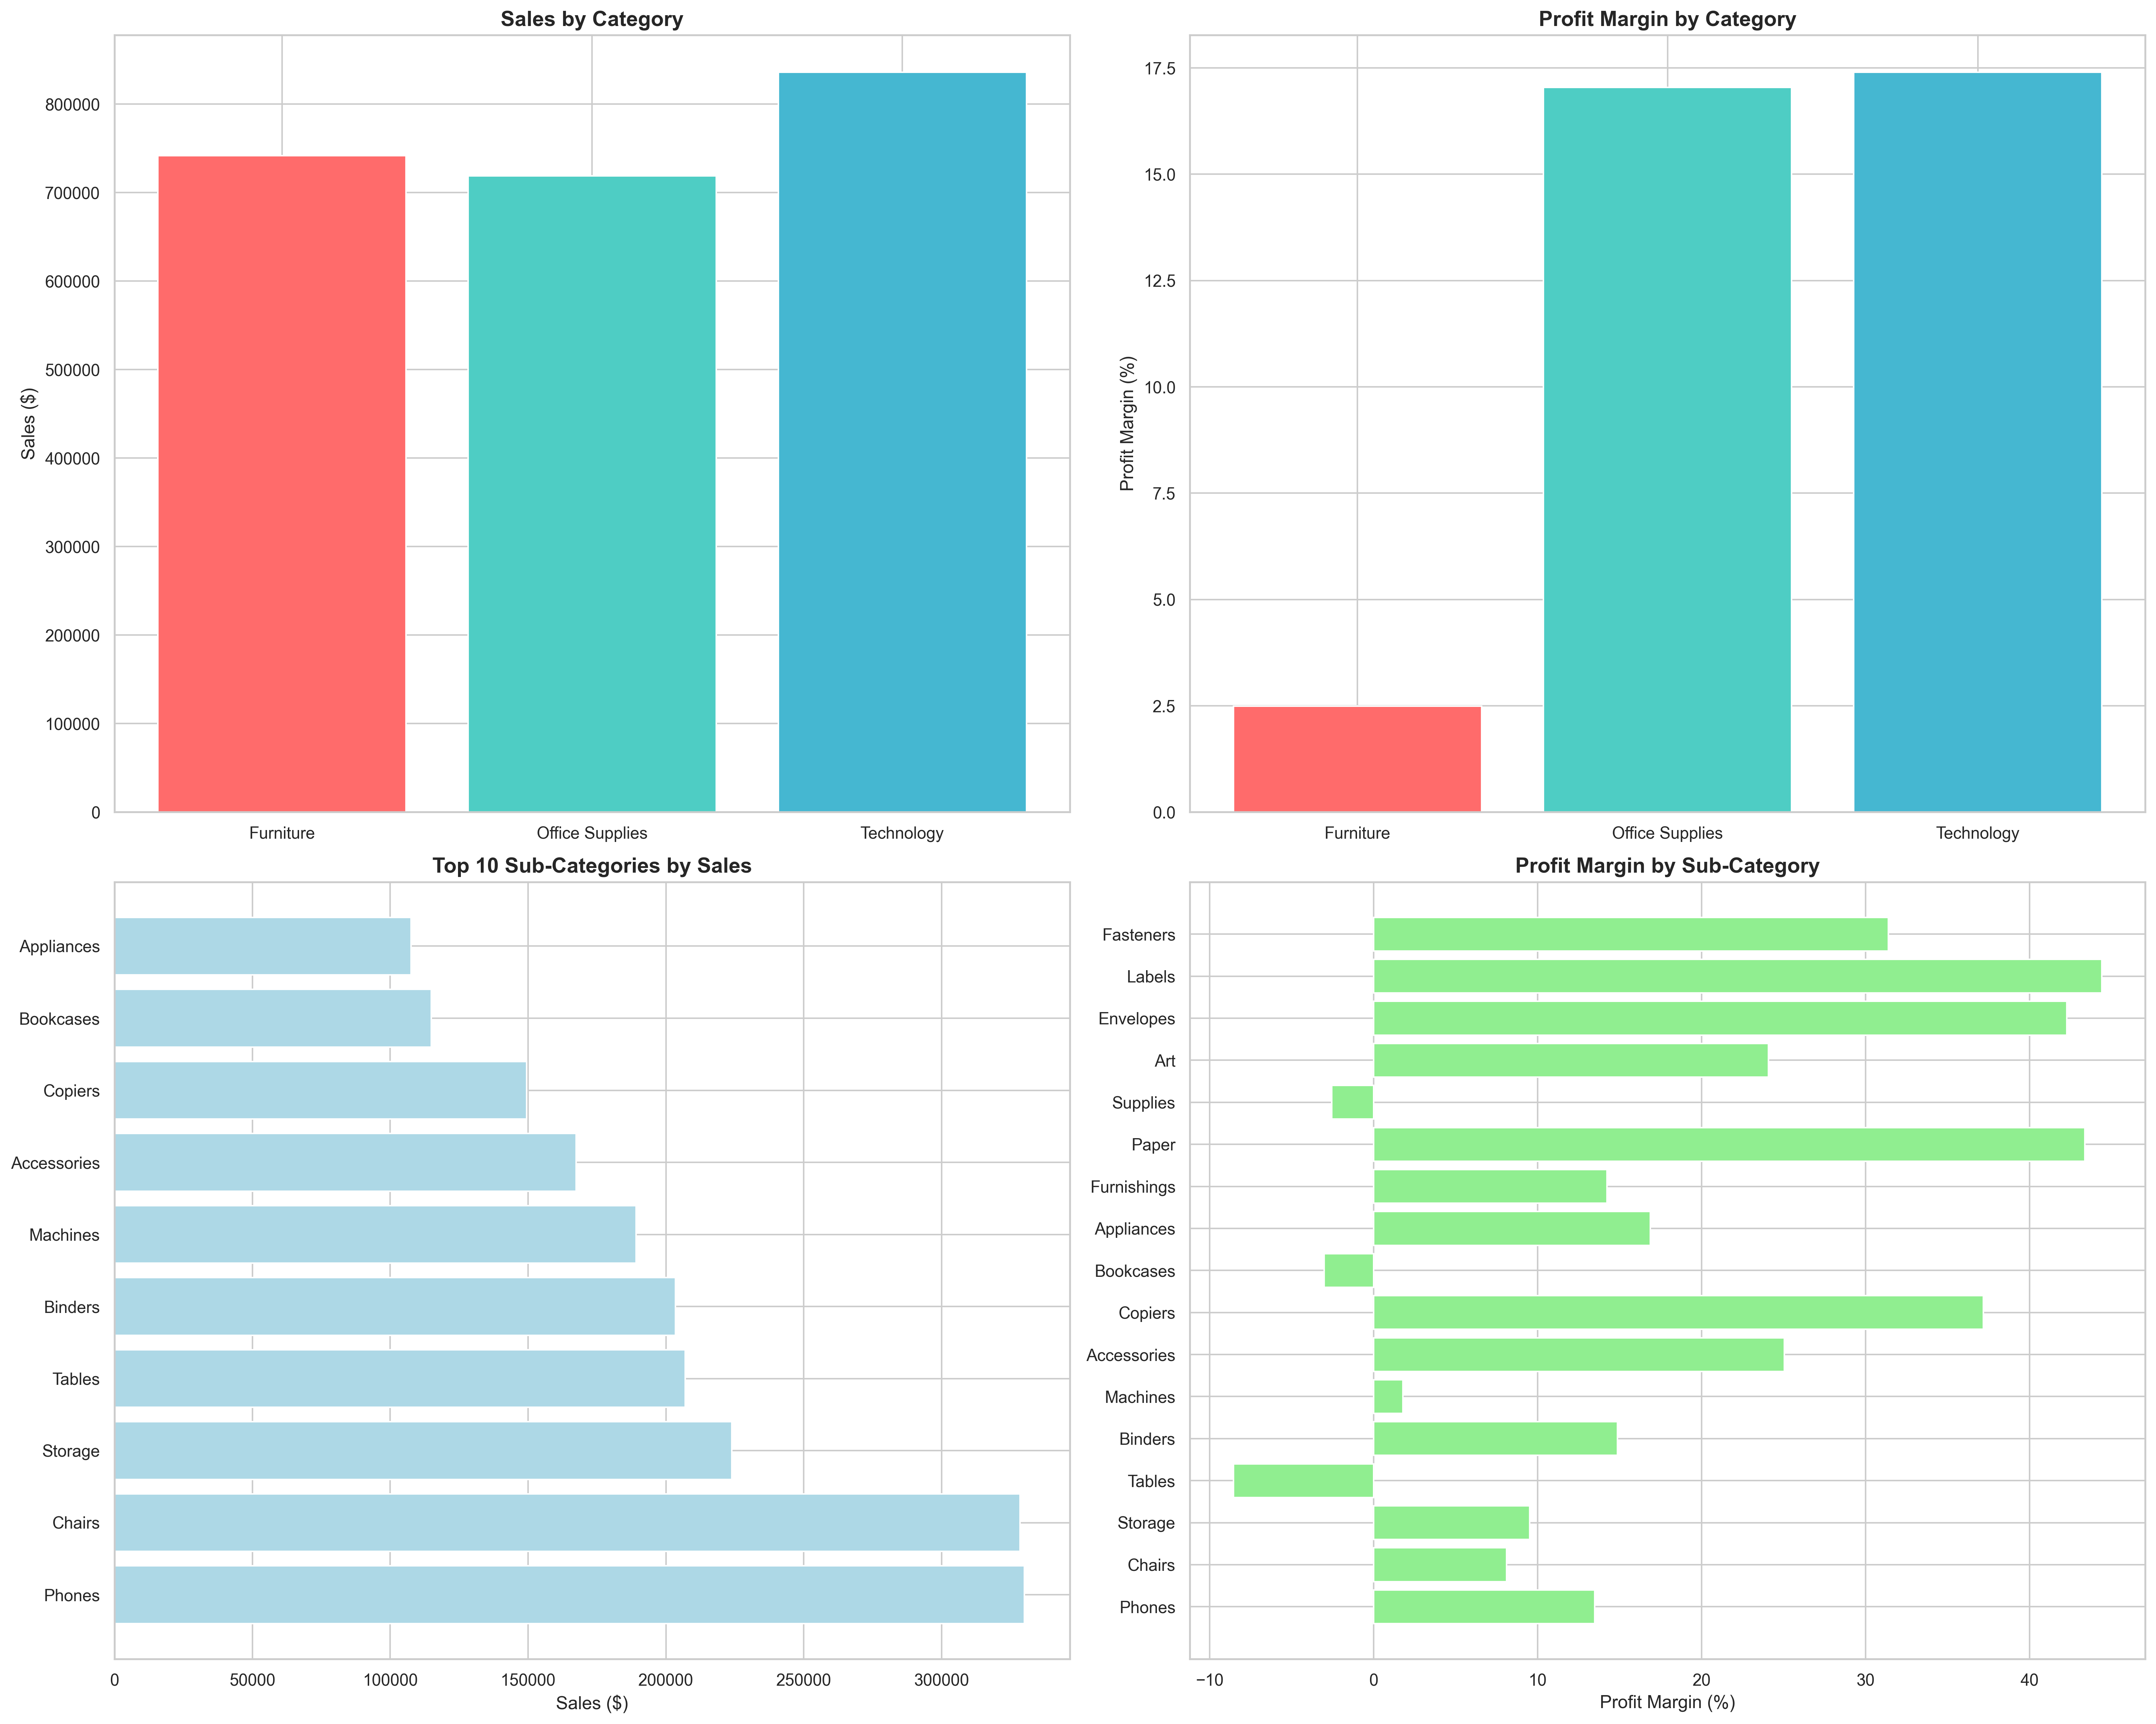 Sales by Category
Sales ($)
800000
700000
600000
500000
400000
300000
200000
100000
0
Furniture
Office Supplies
Technology
Profit Margin by Category
Profit Margin (%)
17.5
15.0
12.5
10.0
7.5
5.0
2.5
0.0
Furniture
Office Supplies
Technology
Top 10 Sub-Categories by Sales
Appliances
Bookcases
Copiers
Accessories
Machines
Binders
Tables
Storage
Chairs
Phones
0 50000 100000 150000 200000 250000 300000
Sales ($)
Profit Margin by Sub-Category
Fasteners
Labels
Envelopes
Art
Supplies
Paper
Furnishings
Appliances
Bookcases
Copiers
Accessories
Machines
Binders
Tables
Storage
Chairs
Phones
−10 0 10 20 30 40
Profit Margin (%)